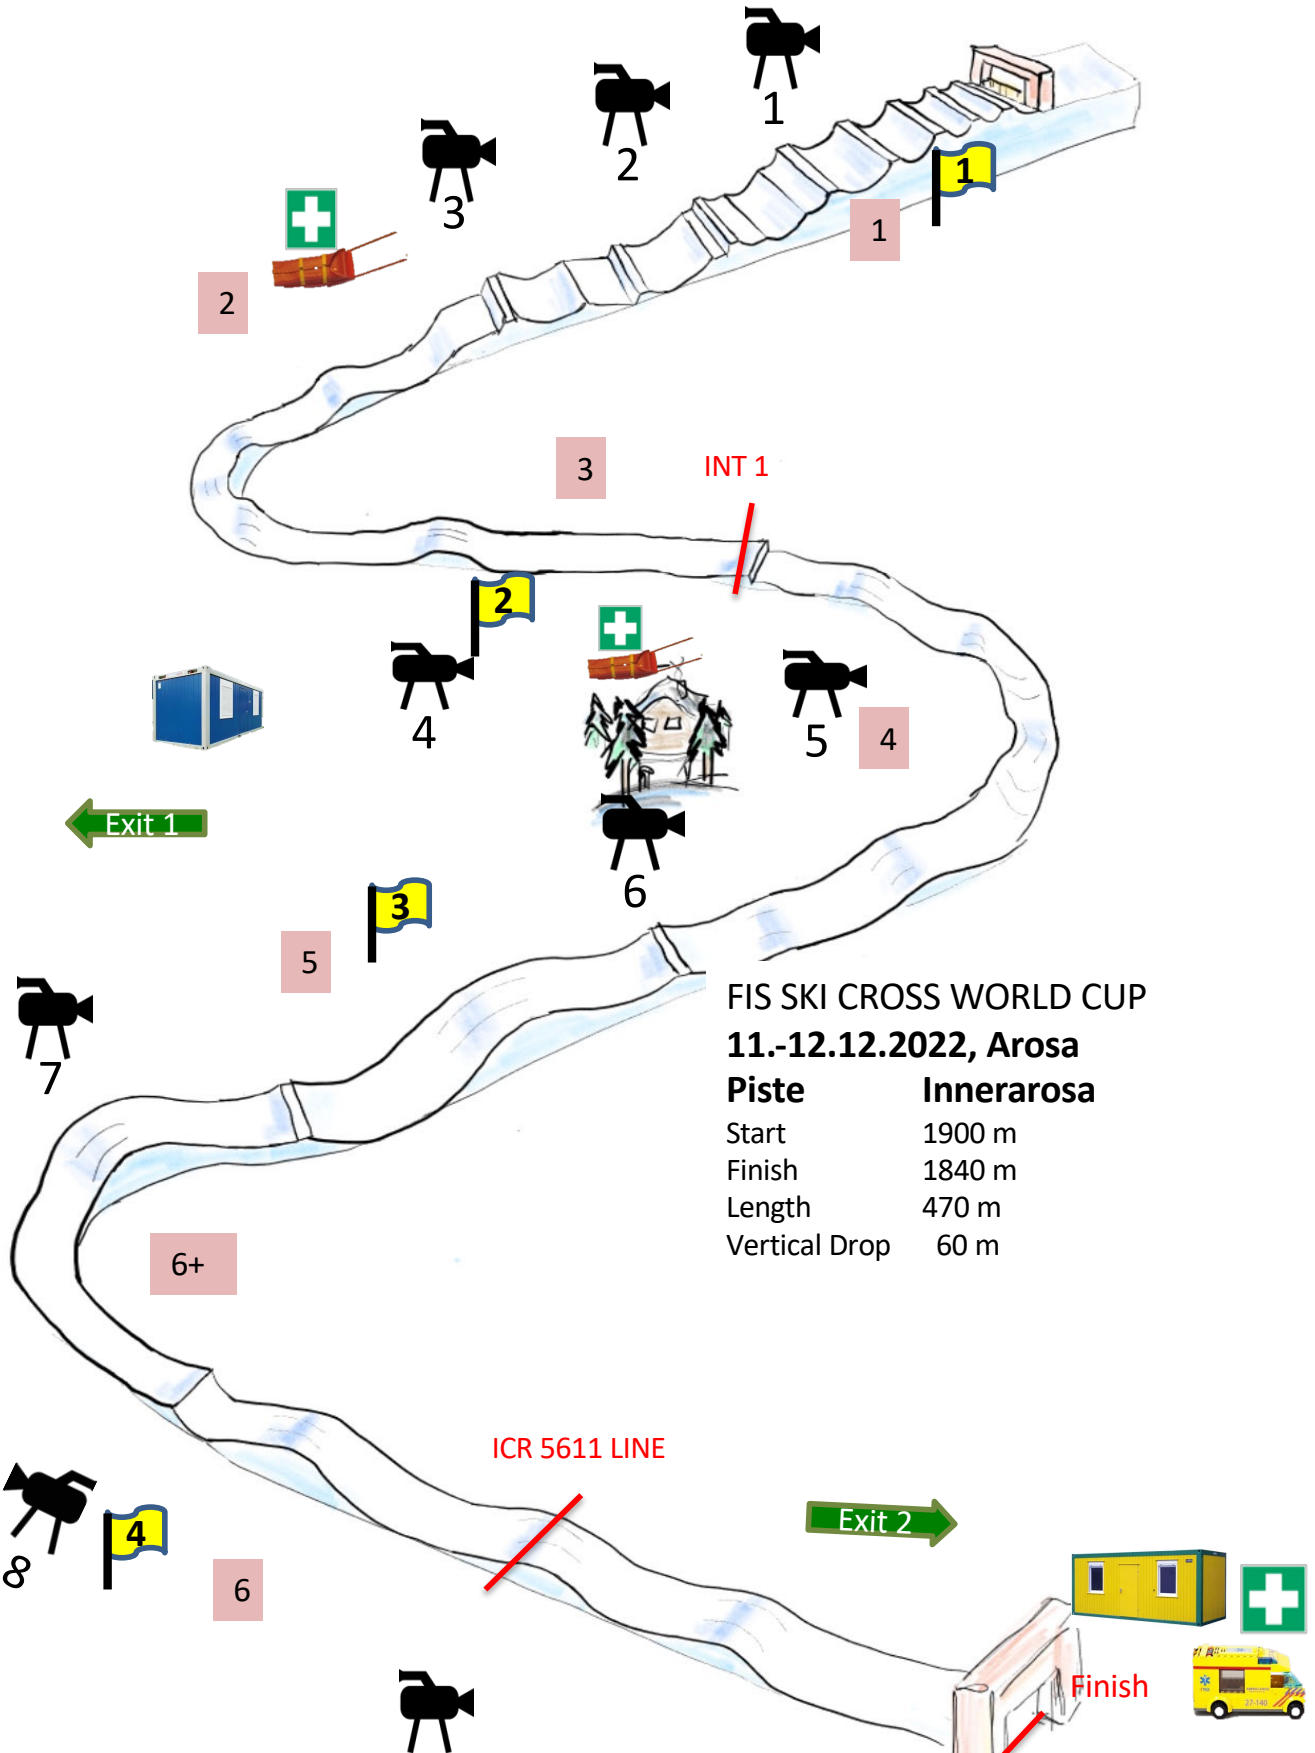 1
2
3
1
1
2
3
INT 1
2
4
5
4
Exit 1
6
3
5
7
FIS SKI CROSS WORLD CUP
11.-12.12.2022, Arosa
Piste Innerarosa
Start 1900 m
Finish 1840 m
Length 470 m
Vertical Drop 60 m
6+
ICR 5611 LINE
Exit 2
8
4
6
Finish
27-140